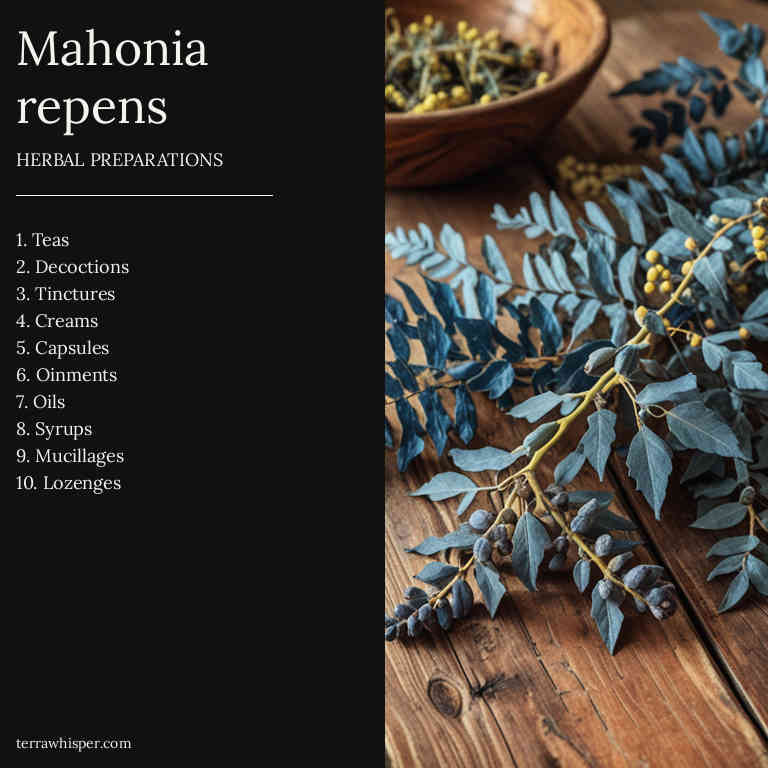 Mahonia
repens
HERBAL PREPARATIONS
1. Teas
2. Decoctions
3. Tinctures
4. Creams
5. Capsules
6. Oinments
7. Oils
8. Syrups
9. Mucillages
10. Lozenges
terrawhisper.com